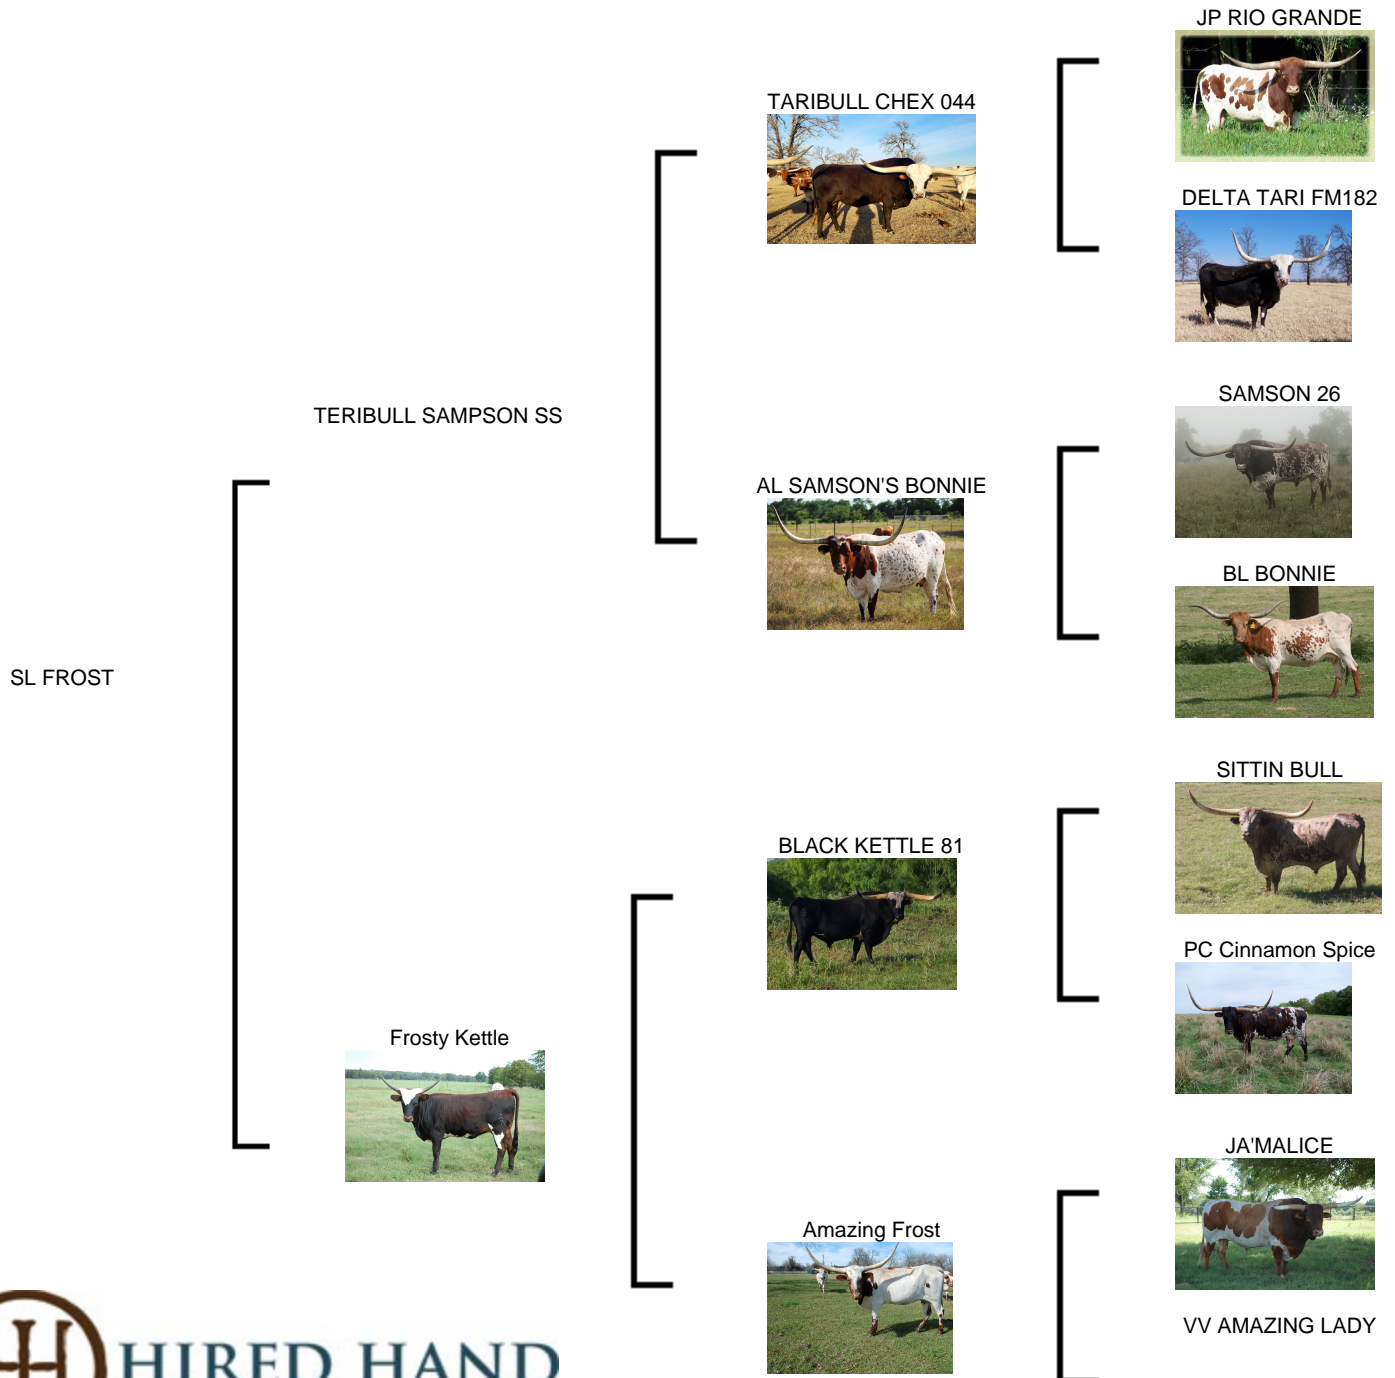 JP RIO GRANDE
TARIBULL CHEX 044
DELTA TARI FM182
TERIBULL SAMPSON SS
SAMSON 26
AL SAMSON'S BONNIE
BL BONNIE
SL FROST
SITTIN BULL
BLACK KETTLE 81
PC Cinnamon Spice
Frosty Kettle
JA'MALICE
Amazing Frost
VV AMAZING LADY
HIRED HAND